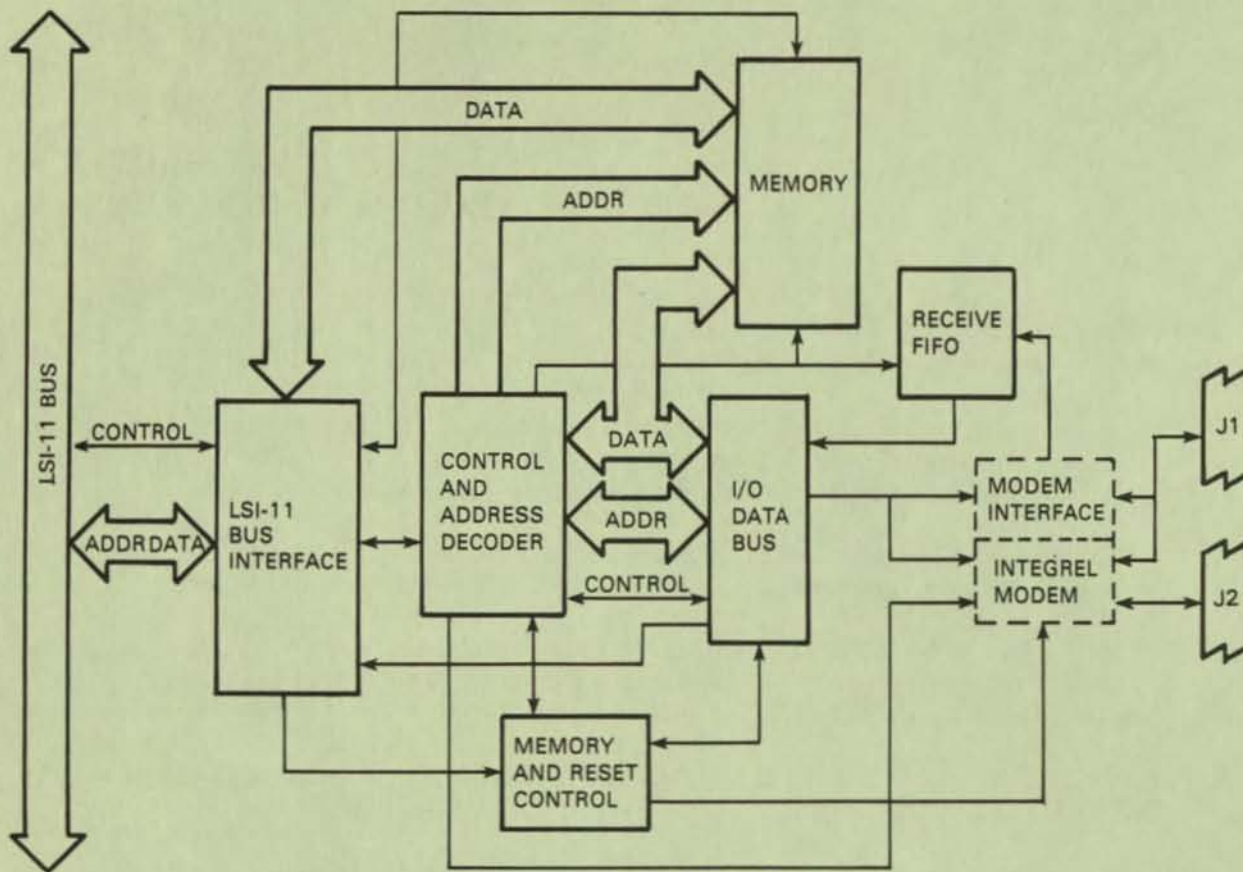 LSI-11 BUS
CONTROL
ADDR DATA
LSI-11
BUS
INTERFACE
DATA
ADDR
MEMORY
CONTROL
AND
ADDRESS
DECODER
DATA
ADDR
CONTROL
I/O
DATA
BUS
RECEIVE
FIFO
MODEM
INTERFACE
INTEGREL
MODEM
J1
J2
MEMORY
AND RESET
CONTROL